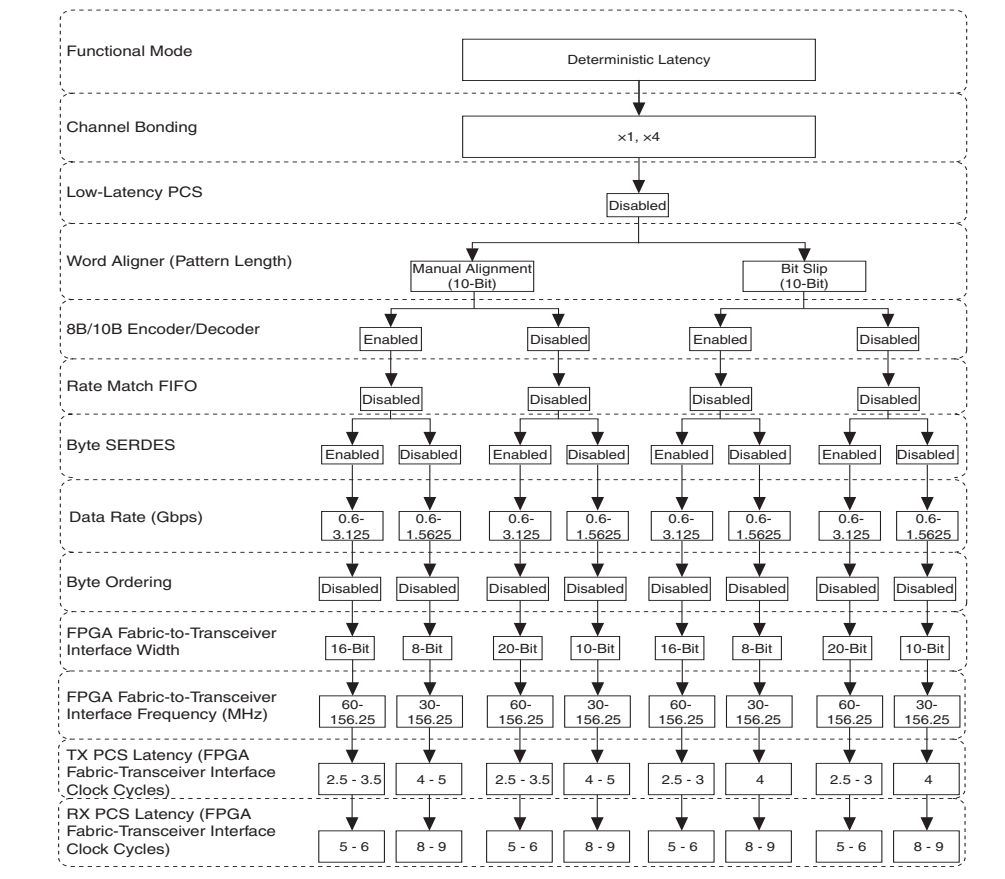 Functional Mode
Deterministic Latency
Channel Bonding
×1, ×4
Low-Latency PCS
Disabled
Word Aligner (Pattern Length)
Manual Alignment
(10-Bit)
Bit Slip
(10-Bit)
8B/10B Encoder/Decoder
Enabled
Disabled
Enabled
Disabled
Rate Match FIFO
Disabled
Disabled
Disabled
Disabled
Byte SERDES
Enabled
Disabled
Enabled
Disabled
Enabled
Disabled
Enabled
Disabled
Data Rate (Gbps)
0.6-
3.125
0.6-
1.5625
0.6-
3.125
0.6-
1.5625
0.6-
3.125
0.6-
1.5625
0.6-
3.125
0.6-
1.5625
Byte Ordering
Disabled
Disabled
Disabled
Disabled
Disabled
Disabled
Disabled
Disabled
FPGA Fabric-to-Transceiver
Interface Width
16-Bit
8-Bit
20-Bit
10-Bit
16-Bit
8-Bit
20-Bit
10-Bit
FPGA Fabric-to-Transceiver
Interface Frequency (MHz)
60-
156.25
30-
156.25
60-
156.25
30-
156.25
60-
156.25
30-
156.25
60-
156.25
30-
156.25
TX PCS Latency (FPGA
Fabric-Transceiver Interface
Clock Cycles)
2.5 - 3.5
4 - 5
2.5 - 3.5
4 - 5
2.5 - 3
4
2.5 - 3
4
RX PCS Latency (FPGA
Fabric-Transceiver Interface
Clock Cycles)
5 - 6
8 - 9
5 - 6
8 - 9
5 - 6
8 - 9
5 - 6
8 - 9